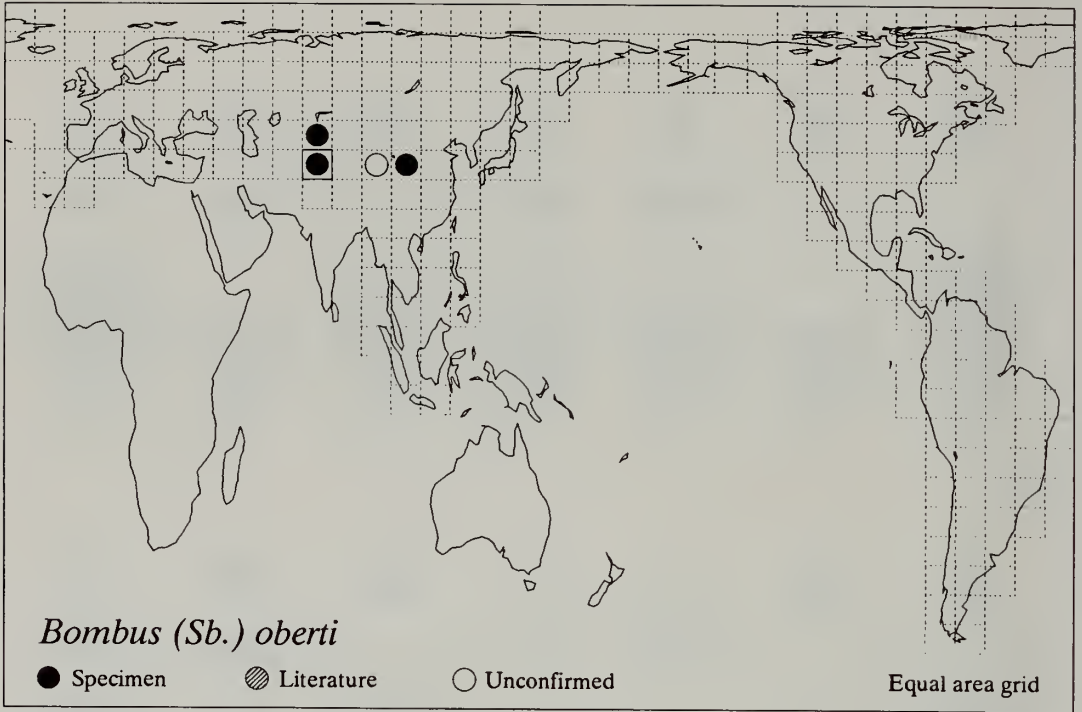 Bombus (Sb.) oberti
Specimen Literature Unconfirmed Equal area grid